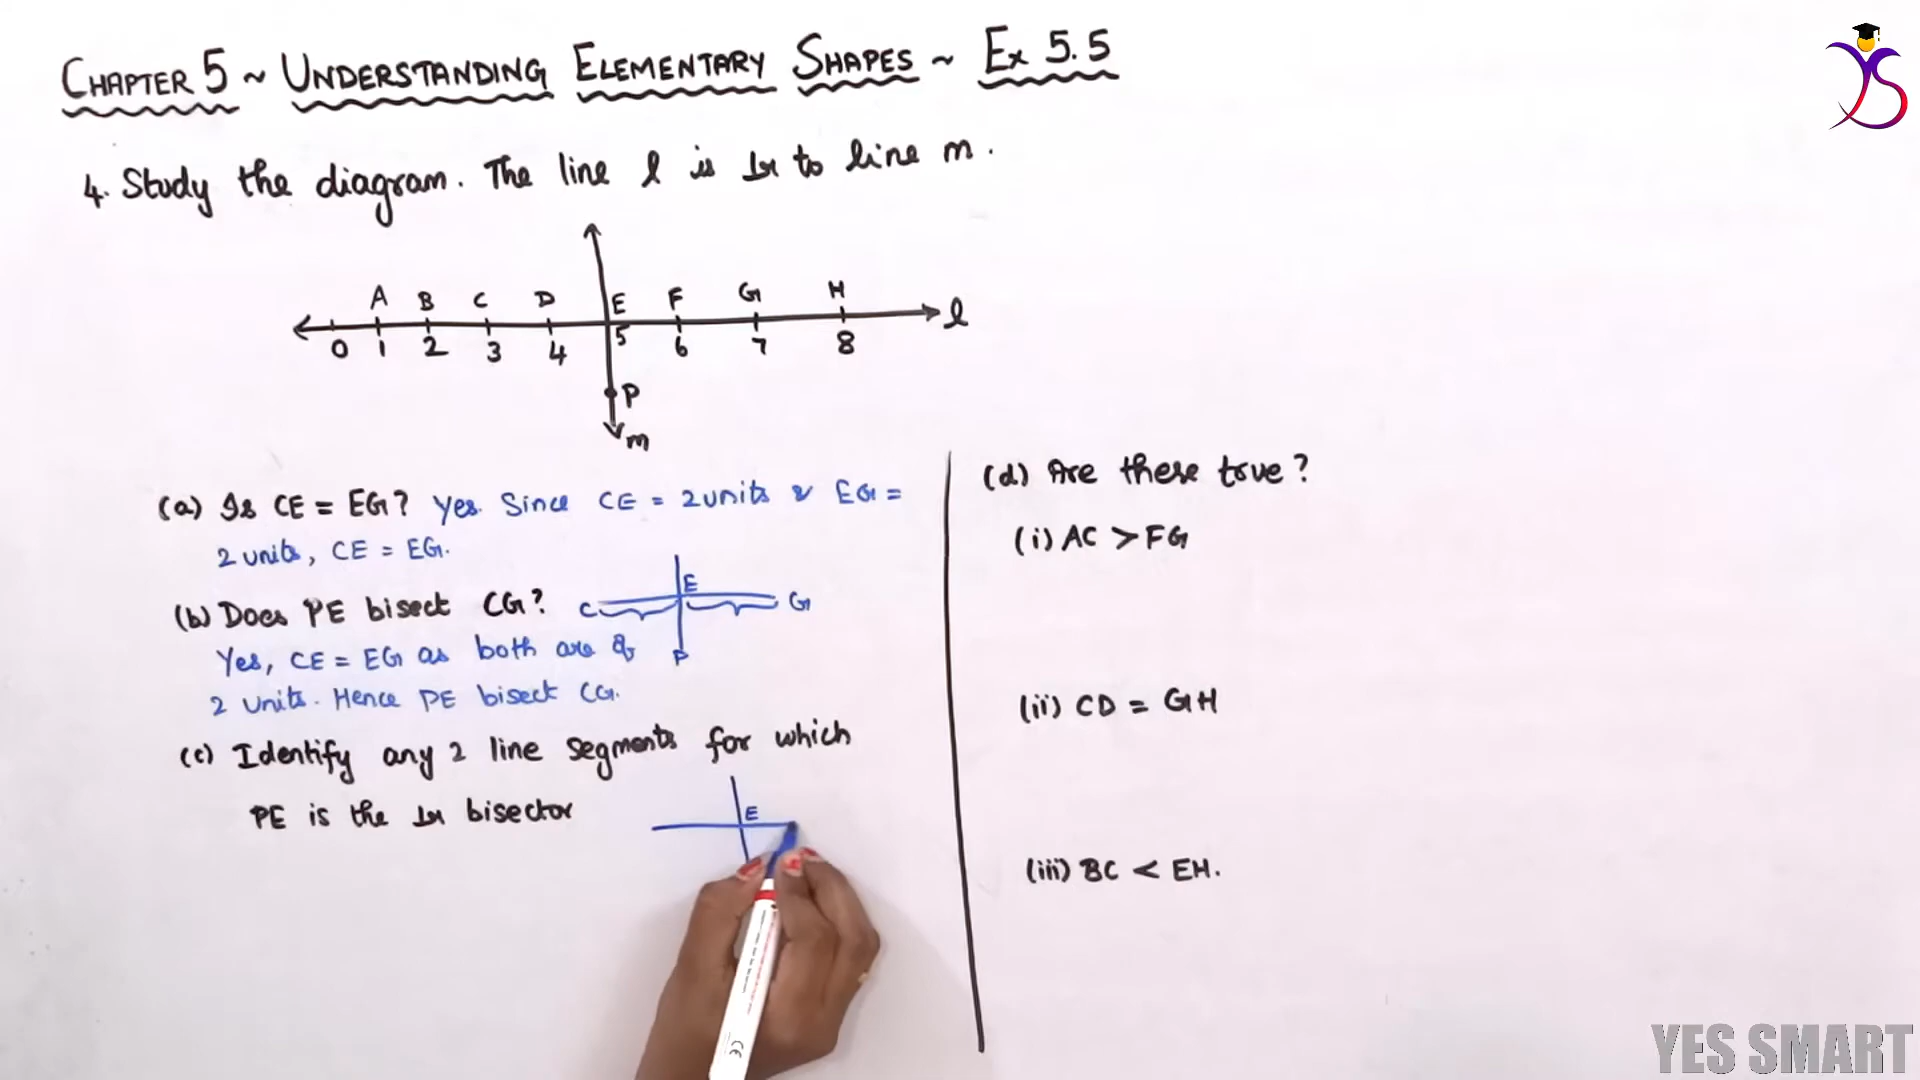 CHAPTER 5 ~ UNDERSTANDING ELEMENTARY SHAPES ~ Ex 5.5
4. Study the diagram. The line l is ⊥r to line m.
A B C D E F G H
l
0 1 2 3 4 5 6 7 8
P
m
(a) Is CE = EG? Yes. Since CE = 2 units & EG =
2 units, CE = EG.
(b) Does PE bisect CG?
C E G
P
Yes, CE = EG as both are of
2 units. Hence PE bisect CG.
(c) Identify any 2 line segments for which
PE is the ⊥r bisector
E
(d) Are these true?
(i) AC > FG
(ii) CD = GH
(iii) BC < EH.
YS
YES SMART